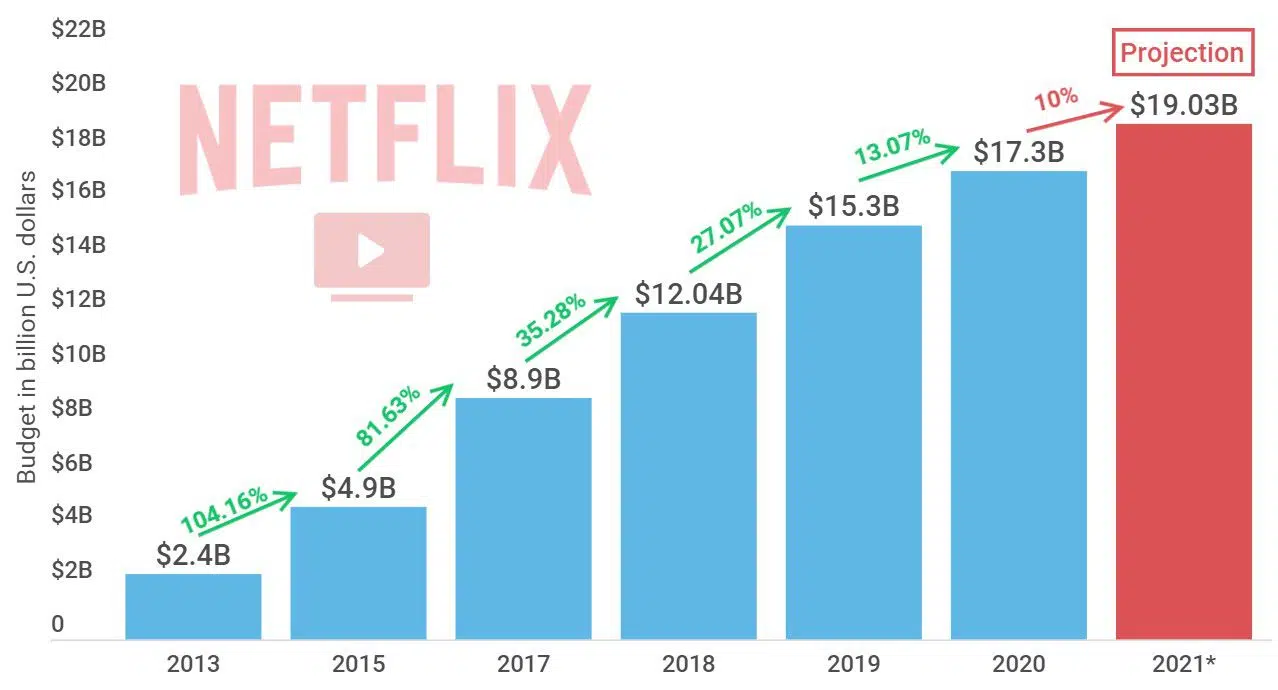 $22B
$20B
$18B
$16B
$14B
$12B
$10B
$8B
$6B
$4B
$2B
0
Budget in billion U.S. dollars
NETFLIX
Projection
$2.4B
104.16%
$4.9B
81.63%
$8.9B
35.28%
$12.04B
27.07%
$15.3B
13.07%
$17.3B
10%
$19.03B
2013
2015
2017
2018
2019
2020
2021*